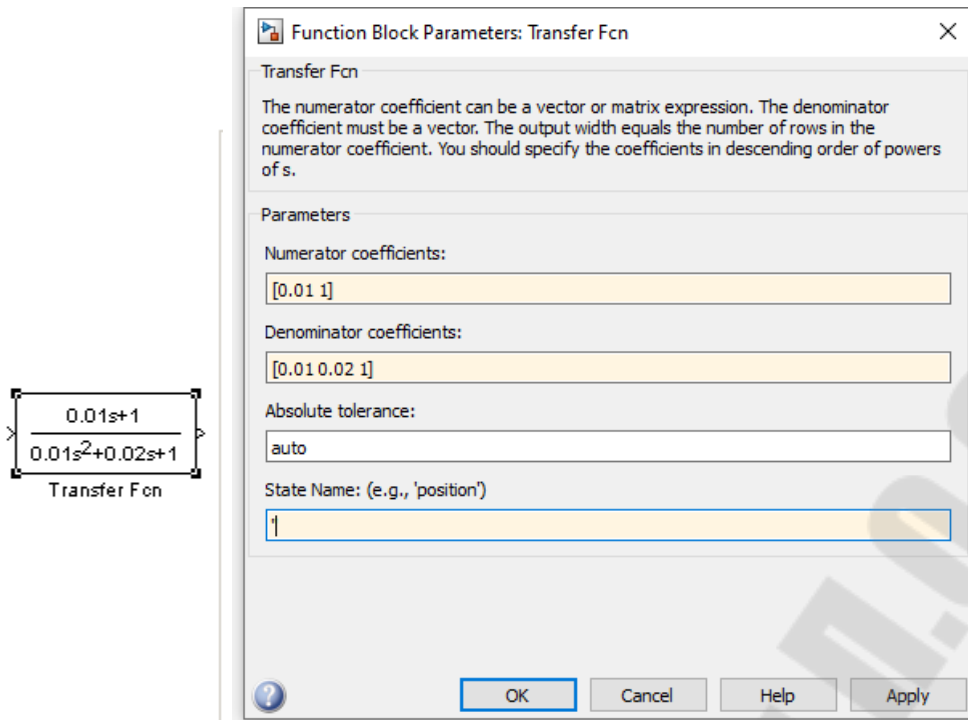 Function Block Parameters: Transfer Fcn
Transfer Fcn
The numerator coefficient can be a vector or matrix expression. The denominator
coefficient must be a vector. The output width equals the number of rows in the
numerator coefficient. You should specify the coefficients in descending order of powers
of s.
Parameters
Numerator coefficients:
[0.01 1]
Denominator coefficients:
[0.01 0.02 1]
Absolute tolerance:
auto
State Name: (e.g., 'position')
'
OK Cancel Help Apply
0.01s+1
0.01s²+0.02s+1
Transfer Fcn